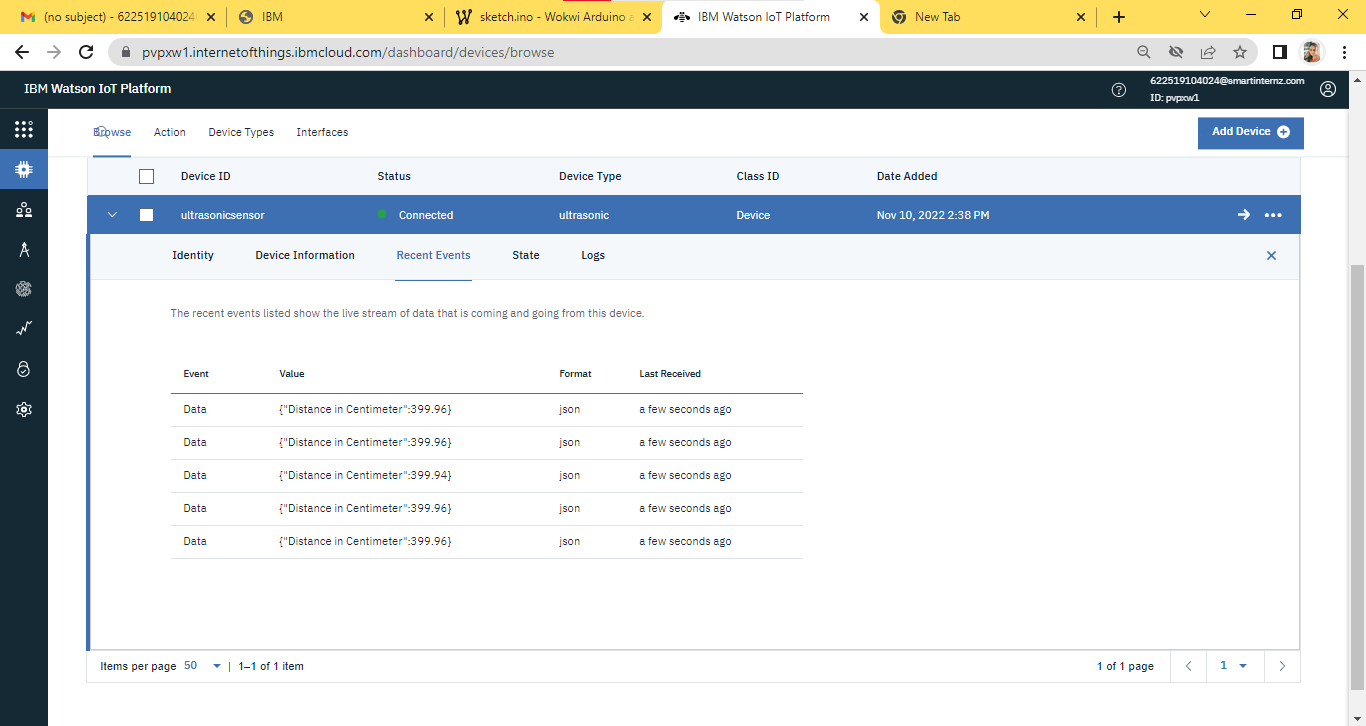 (no subject) - 622519104024
IBM
sketch.ino - Wokwi Arduino a
IBM Watson IoT Platform
New Tab
pvpxw1.internetofthings.ibmcloud.com/dashboard/devices/browse
IBM Watson IoT Platform
622519104024@smartinternz.com
ID: pvpxw1
Browse Action Device Types Interfaces
Add Device
Device ID Status Device Type Class ID Date Added
ultrasonicsensor Connected ultrasonic Device Nov 10, 2022 2:38 PM
Identity Device Information Recent Events State Logs
The recent events listed show the live stream of data that is coming and going from this device.
Event Value Format Last Received
Data {"Distance in Centimeter":399.96} json a few seconds ago
Data {"Distance in Centimeter":399.96} json a few seconds ago
Data {"Distance in Centimeter":399.94} json a few seconds ago
Data {"Distance in Centimeter":399.96} json a few seconds ago
Data {"Distance in Centimeter":399.96} json a few seconds ago
Items per page 50 | 1–1 of 1 item 1 of 1 page 1